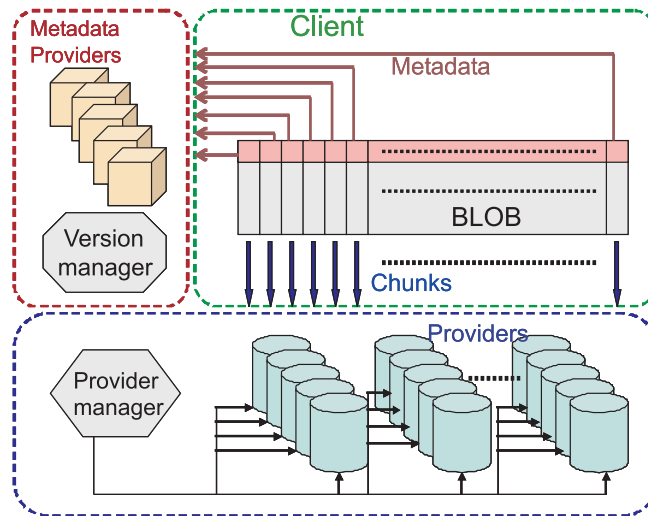 Metadata
Providers
Client
Metadata
BLOB
Version
manager
Chunks
Providers
Provider
manager